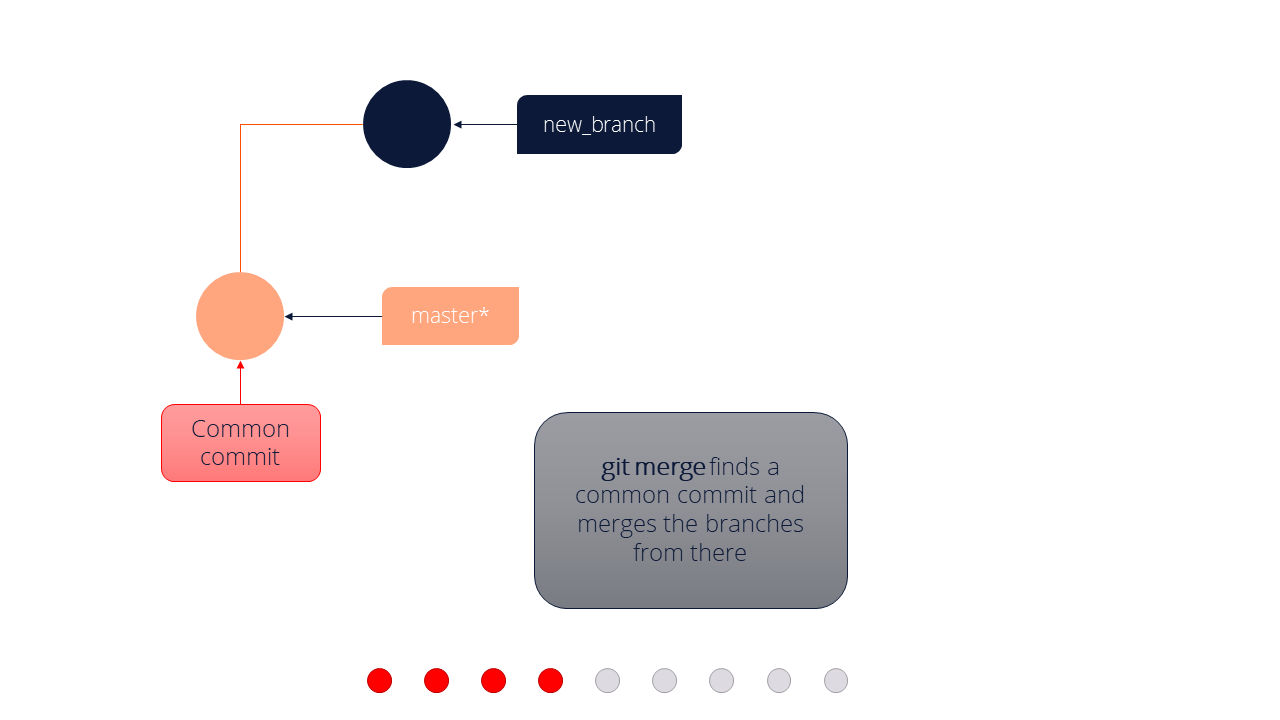 new_branch
master*
Common
commit
git merge finds a
common commit and
merges the branches
from there